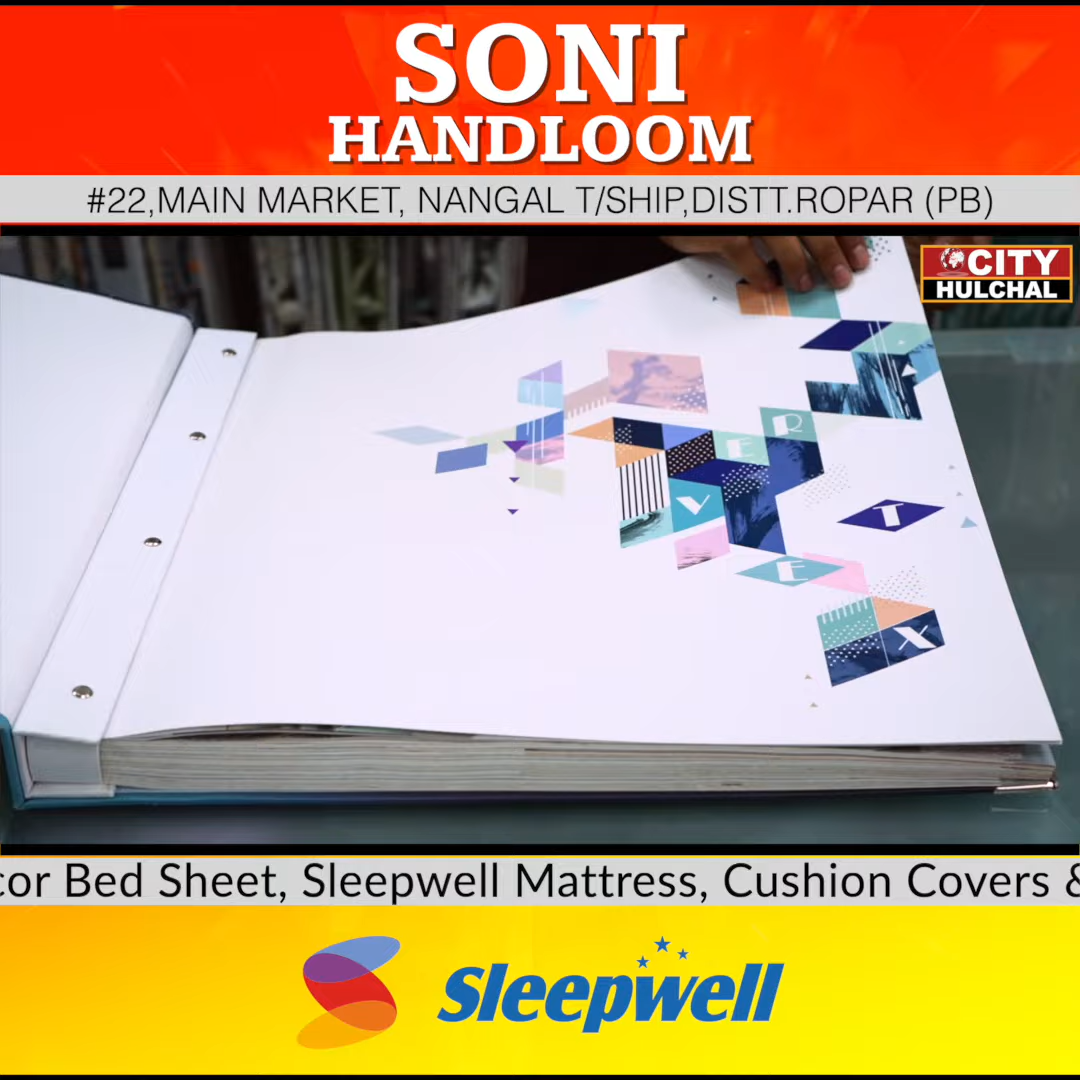 SONI
HANDLOOM
#22,MAIN MARKET, NANGAL T/SHIP,DISTT.ROPAR (PB)
CITY
HULCHAL
VERTEX
cor Bed Sheet, Sleepwell Mattress, Cushion Covers &
Sleepwell